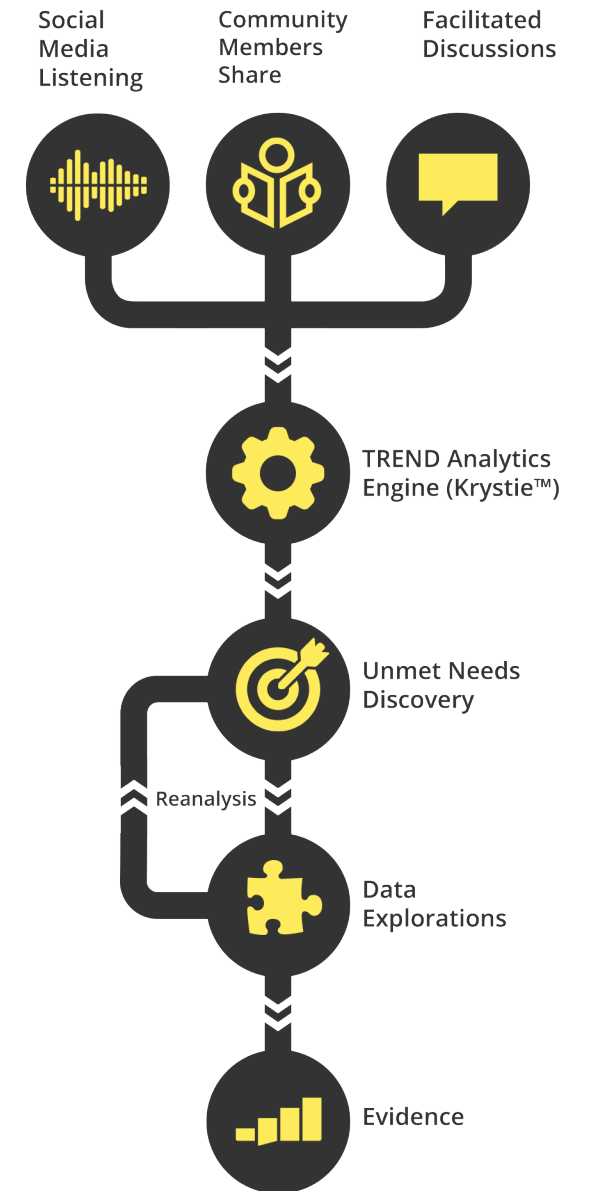 Social
Media
Listening
Community
Members
Share
Facilitated
Discussions
TREND Analytics
Engine (Krystie™)
Unmet Needs
Discovery
Reanalysis
Data
Explorations
Evidence